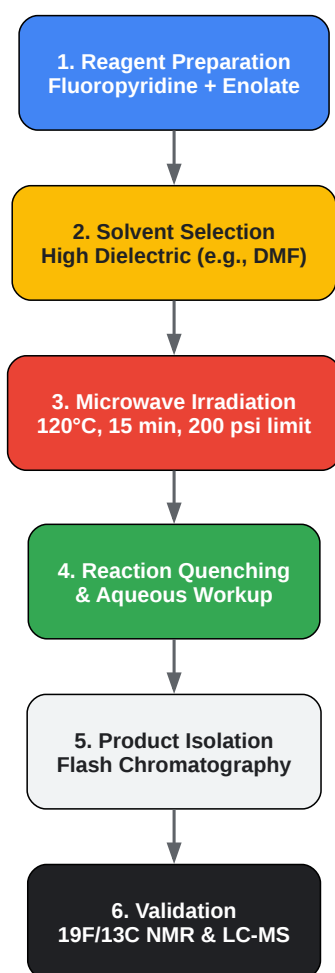 1. Reagent Preparation
Fluoropyridine + Enolate
2. Solvent Selection
High Dielectric (e.g., DMF)
3. Microwave Irradiation
120°C, 15 min, 200 psi limit
4. Reaction Quenching
& Aqueous Workup
5. Product Isolation
Flash Chromatography
6. Validation
19F/13C NMR & LC-MS